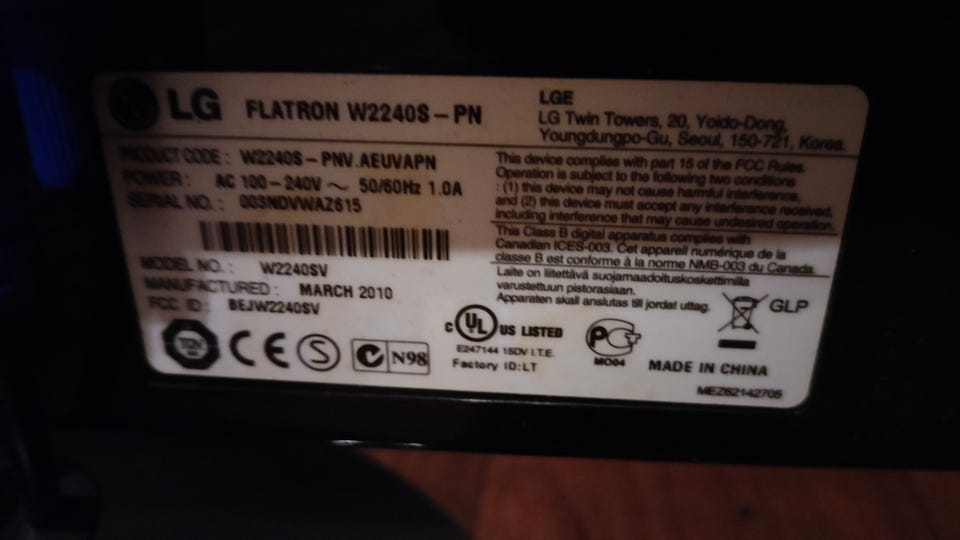 LG FLATRON W2240S-PN
LGE
LG Twin Towers, 20, Yoido-Dong,
Youngdungpo-Gu, Seoul, 150-721, Korea.
PRODUCT CODE : W2240S-PNV.AEUVAPN
POWER : AC 100-240V ~ 50/60Hz 1.0A
SERIAL NO. : 003NDVWAZ615
MODEL NO. : W2240SV
MANUFACTURED : MARCH 2010
FCC ID : BEJW2240SV
This device complies with part 15 of the FCC Rules.
Operation is subject to the following two conditions
: (1) this device may not cause harmful interference,
and (2) this device must accept any interference received,
including interference that may cause undesired operation.
This Class B digital apparatus complies with
Canadian ICES-003. Cet appareil numérique de la
classe B est conforme à la norme NMB-003 du Canada.
Laite on liitettävä suojamaadoituskoskettimilla
varustettuun pistorasiaan.
Apparaten skall anslutas till jordat uttag.
GLP
TÜV
CE
S
N98
C UL US LISTED
E247144 15DV I.T.E.
Factory ID:LT
MO04
MADE IN CHINA
MEZ62142705